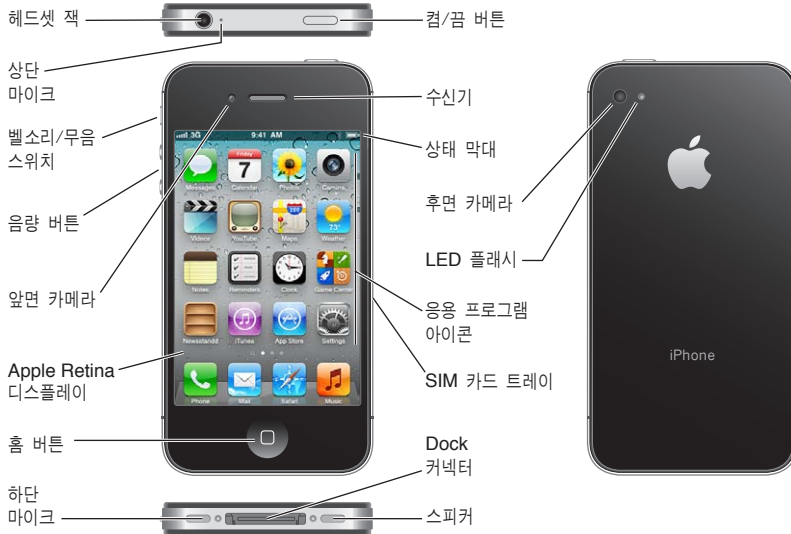 헤드셋 잭
켬/끔 버튼
상단
마이크
수신기
벨소리/무음
스위치
상태 막대
음량 버튼
후면 카메라
앞면 카메라
LED 플래시
응용 프로그램
아이콘
Apple Retina
디스플레이
SIM 카드 트레이
홈 버튼
Dock
커넥터
하단
마이크
스피커
3G 9:41 AM
Friday
7
280
73°
Messages Calendar Photos Camera
Videos YouTube Maps Weather
Notes Reminders Clock Game Center
Newsstand iTunes App Store Settings
Phone Mail Safari Music
iPhone